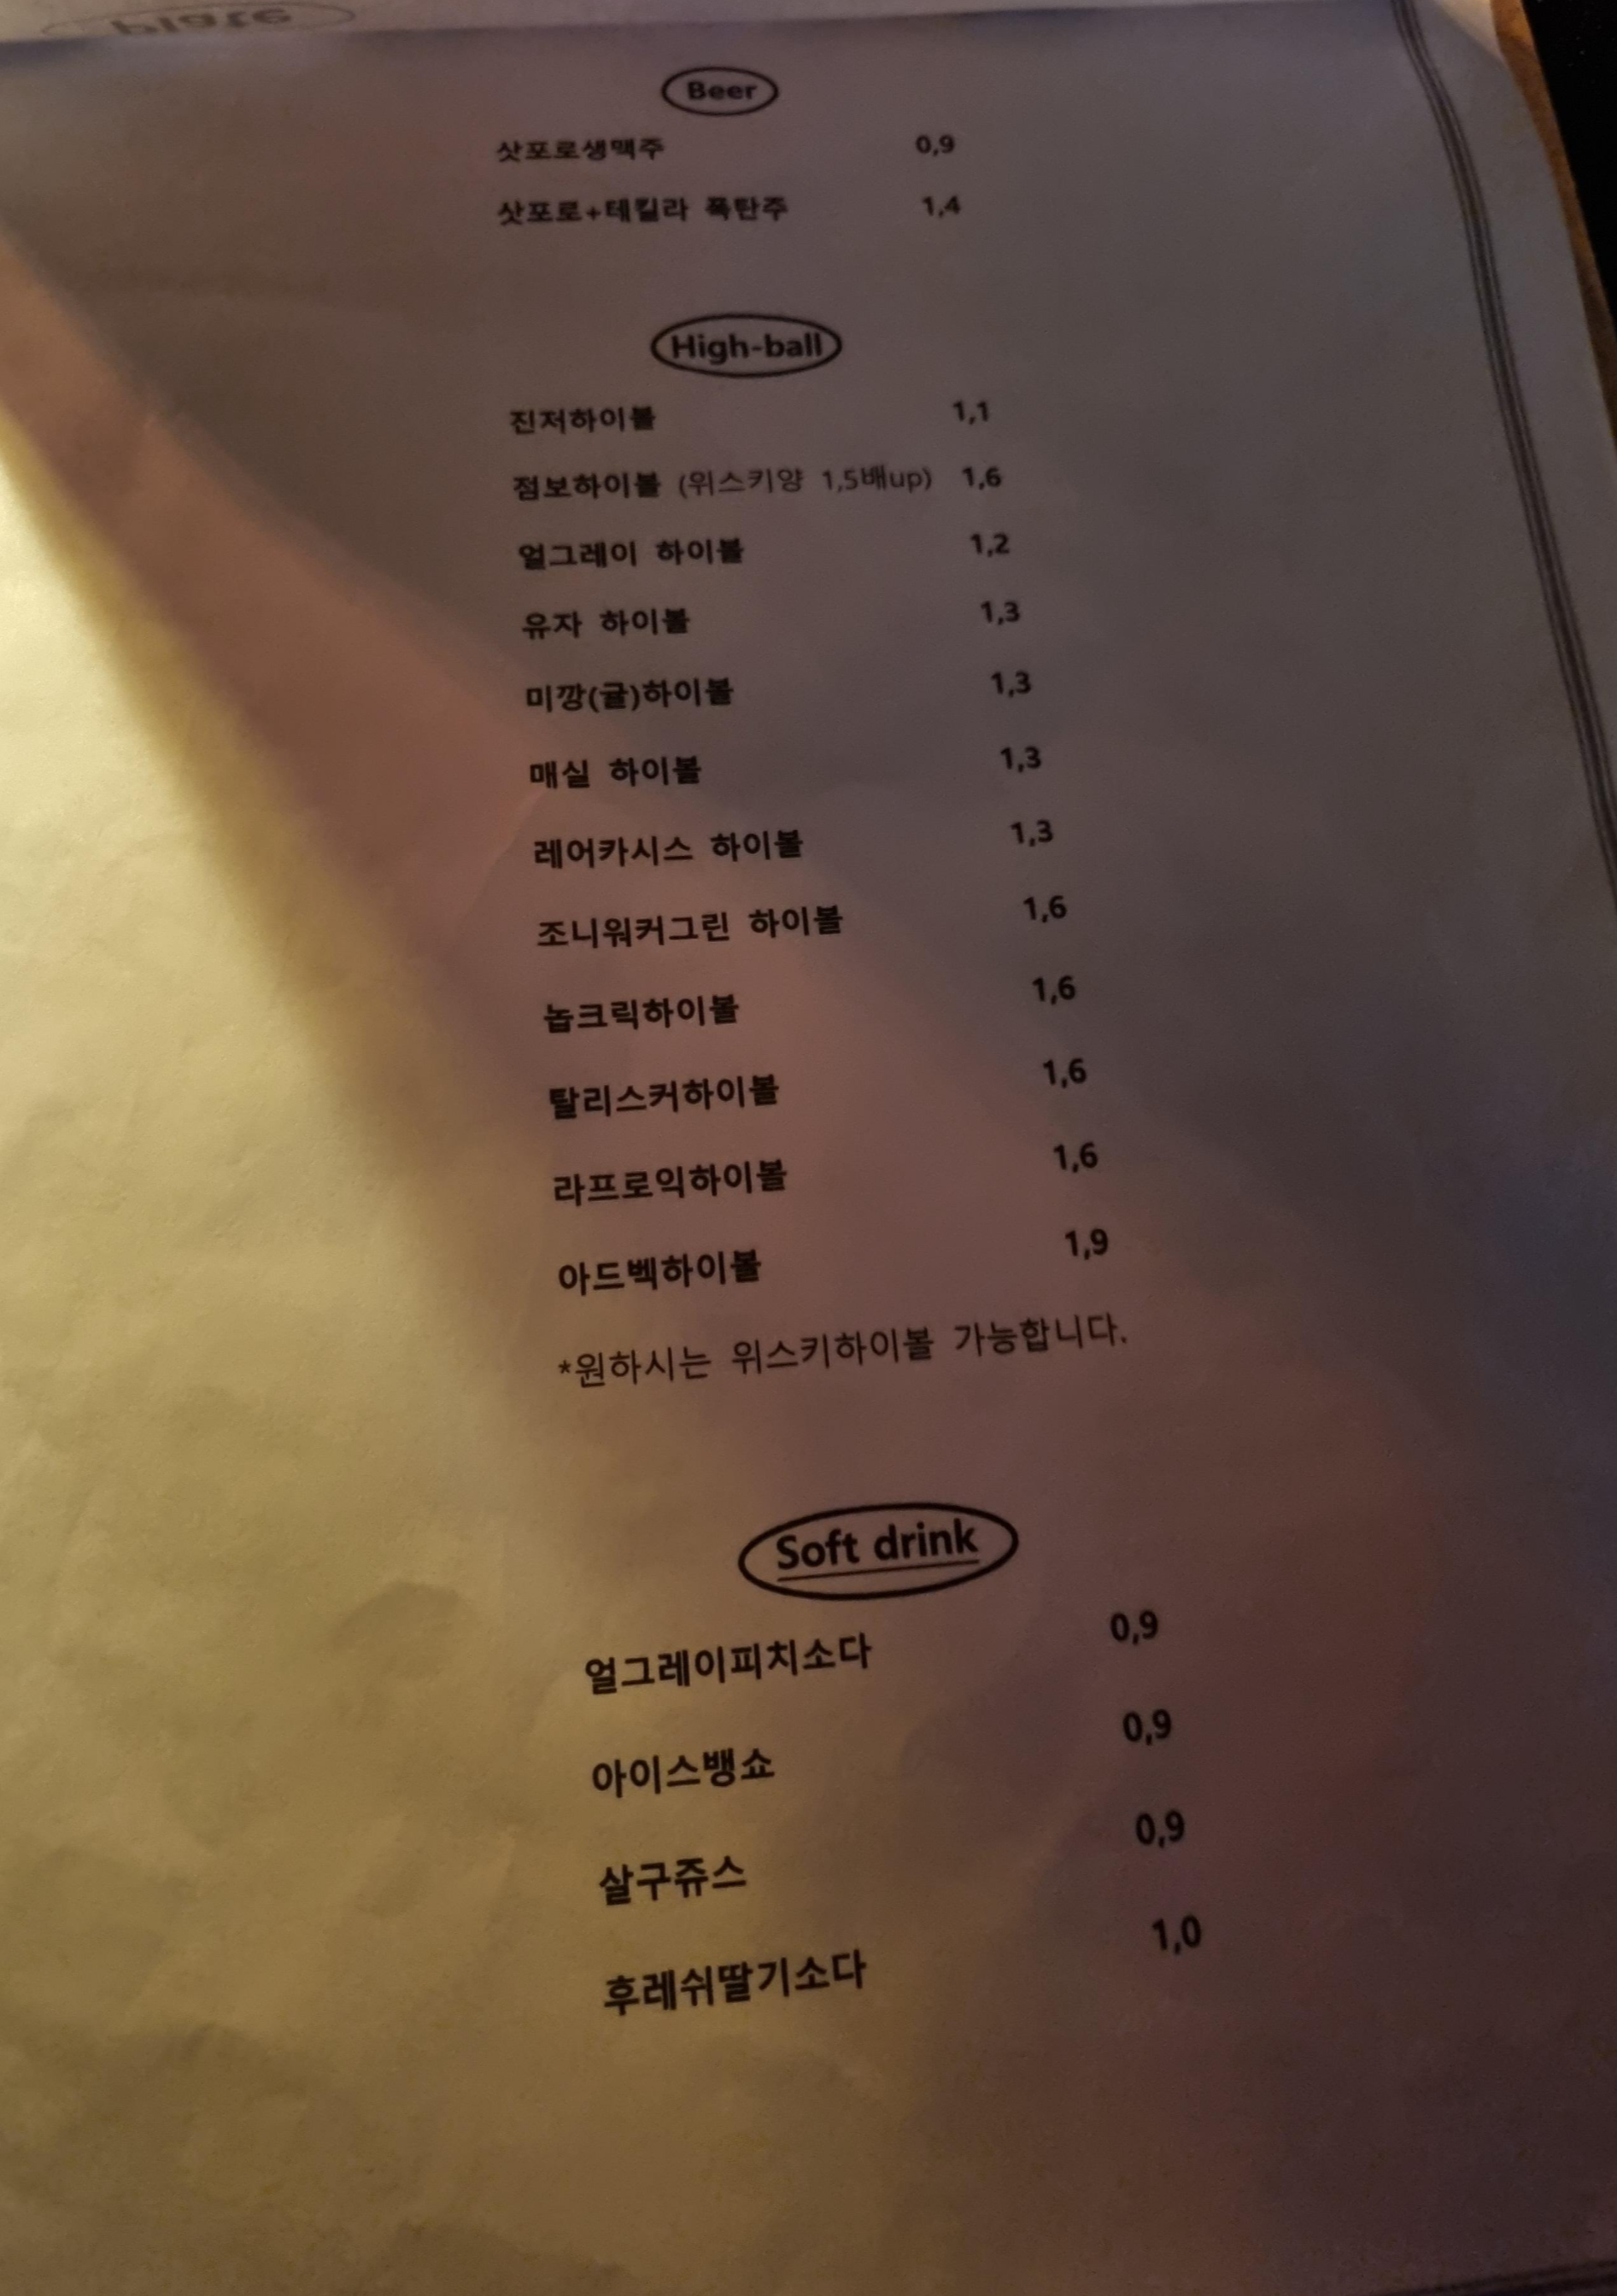 plate
Beer
삿포로생맥주 0,9
삿포로+테킬라 폭탄주 1,4
High-ball
진저하이볼 1,1
점보하이볼 (위스키양 1,5배up) 1,6
얼그레이 하이볼 1,2
유자 하이볼 1,3
미깡(귤)하이볼 1,3
매실 하이볼 1,3
레어카시스 하이볼 1,3
조니워커그린 하이볼 1,6
놉크릭하이볼 1,6
탈리스커하이볼 1,6
라프로익하이볼 1,6
아드벡하이볼 1,9
*원하시는 위스키하이볼 가능합니다.
Soft drink
얼그레이피치소다 0,9
아이스뱅쇼 0,9
살구쥬스 0,9
후레쉬딸기소다 1,0